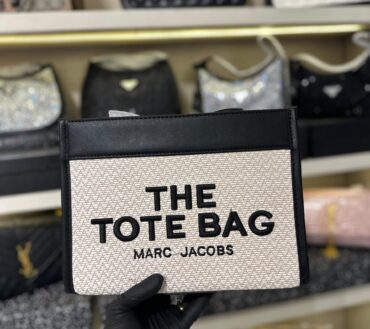 THE
TOTE BAG
MARC JACOBS